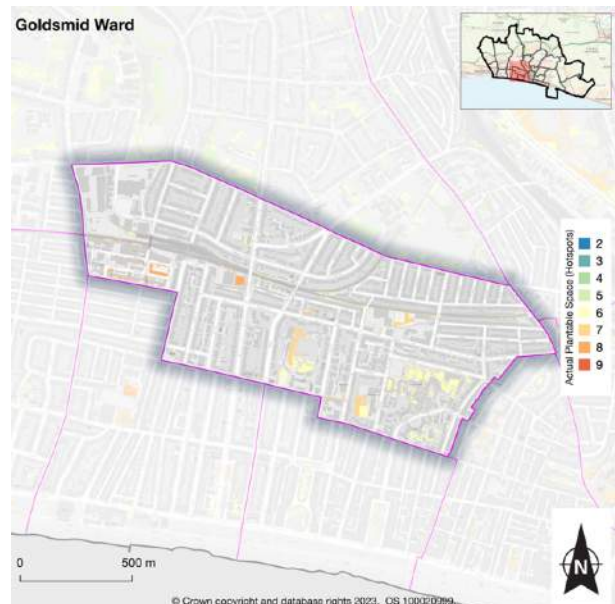 Goldsmid Ward
Actual Plantable Space (Hotspots)
2
3
4
5
6
7
8
9
N
0 500 m
© Crown copyright and database rights 2023. OS 100020999.